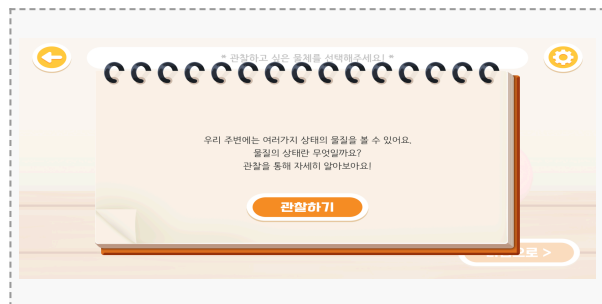 * 관찰하고 싶은 물체를 선택해주세요! *
우리 주변에는 여러가지 상태의 물질을 볼 수 있어요.
물질의 상태란 무엇일까요?
관찰을 통해 자세히 알아보아요!
관찰하기
>